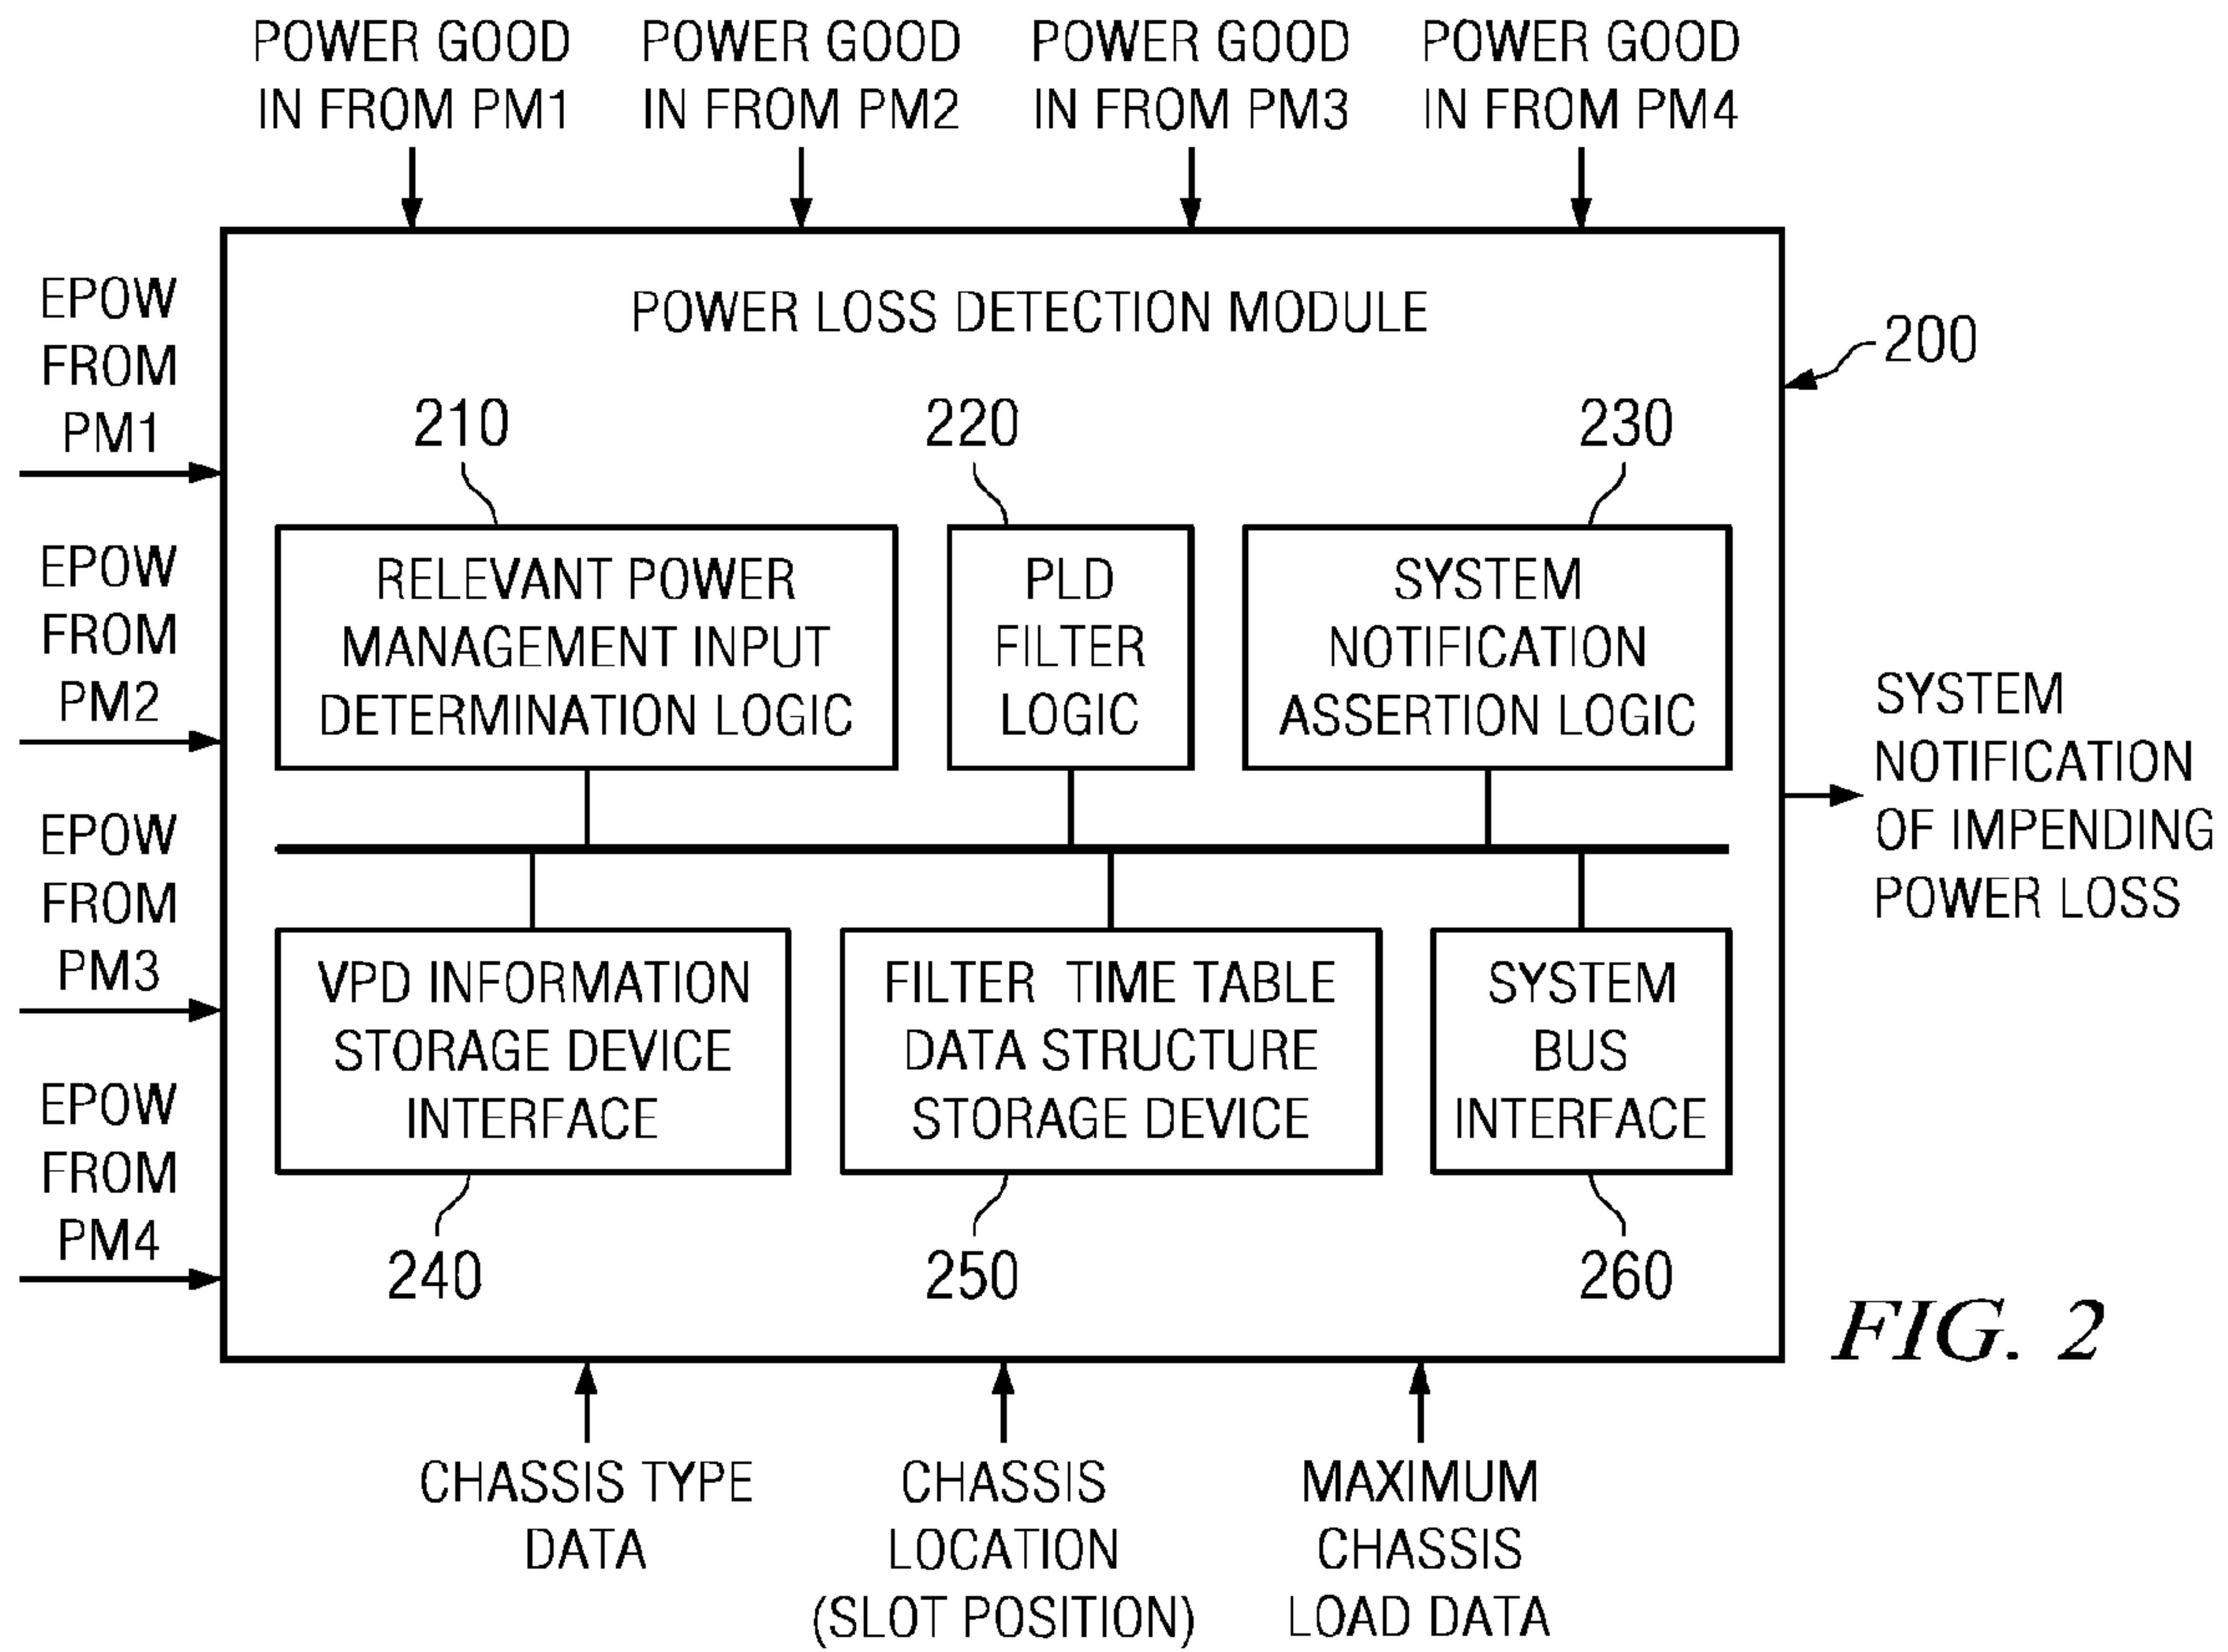 POWER GOOD
IN FROM PM1
POWER GOOD
IN FROM PM2
POWER GOOD
IN FROM PM3
POWER GOOD
IN FROM PM4
EPOW
FROM
PM1
EPOW
FROM
PM2
EPOW
FROM
PM3
EPOW
FROM
PM4
POWER LOSS DETECTION MODULE
200
210
220
230
RELEVANT POWER
MANAGEMENT INPUT
DETERMINATION LOGIC
PLD
FILTER
LOGIC
SYSTEM
NOTIFICATION
ASSERTION LOGIC
VPD INFORMATION
STORAGE DEVICE
INTERFACE
FILTER TIME TABLE
DATA STRUCTURE
STORAGE DEVICE
SYSTEM
BUS
INTERFACE
240
250
260
SYSTEM
NOTIFICATION
OF IMPENDING
POWER LOSS
FIG. 2
CHASSIS TYPE
DATA
CHASSIS
LOCATION
(SLOT POSITION)
MAXIMUM
CHASSIS
LOAD DATA